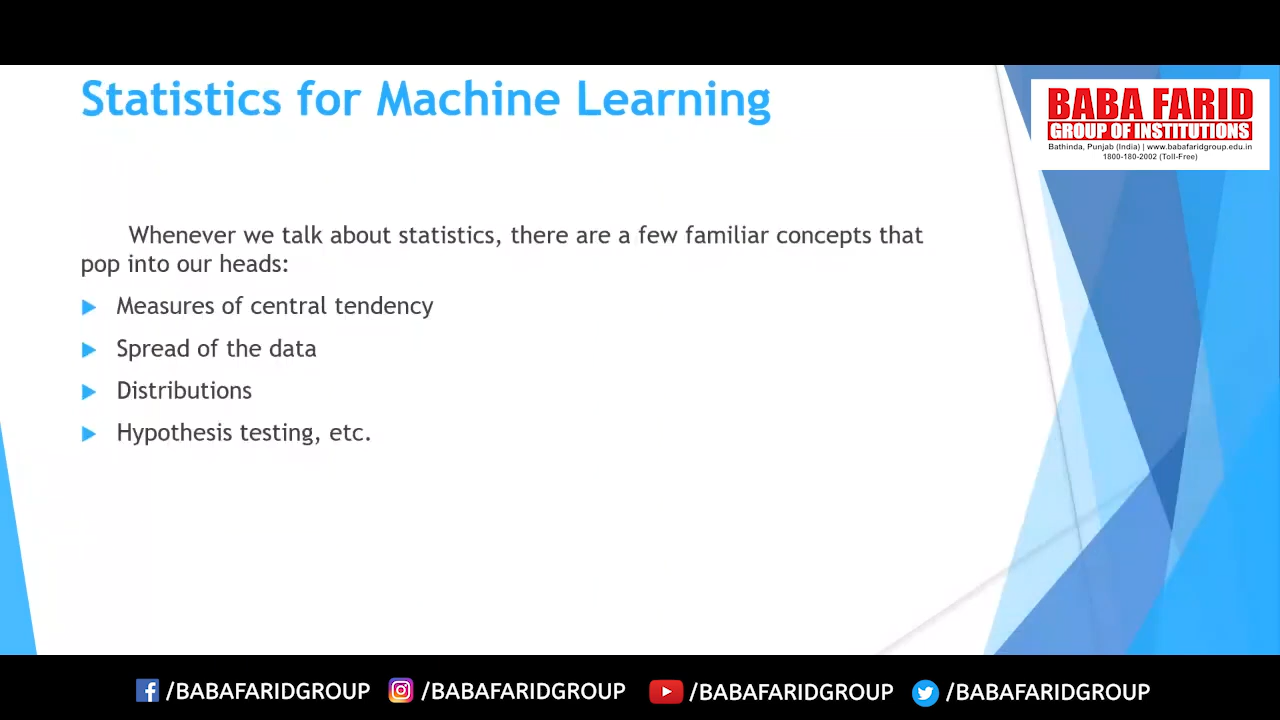 Statistics for Machine Learning
BABA FARID
GROUP OF INSTITUTIONS
Bathinda, Punjab (India) | www.babafaridgroup.edu.in
1800-180-2002 (Toll-Free)
Whenever we talk about statistics, there are a few familiar concepts that
pop into our heads:
Measures of central tendency
Spread of the data
Distributions
Hypothesis testing, etc.
/BABAFARIDGROUP /BABAFARIDGROUP /BABAFARIDGROUP /BABAFARIDGROUP